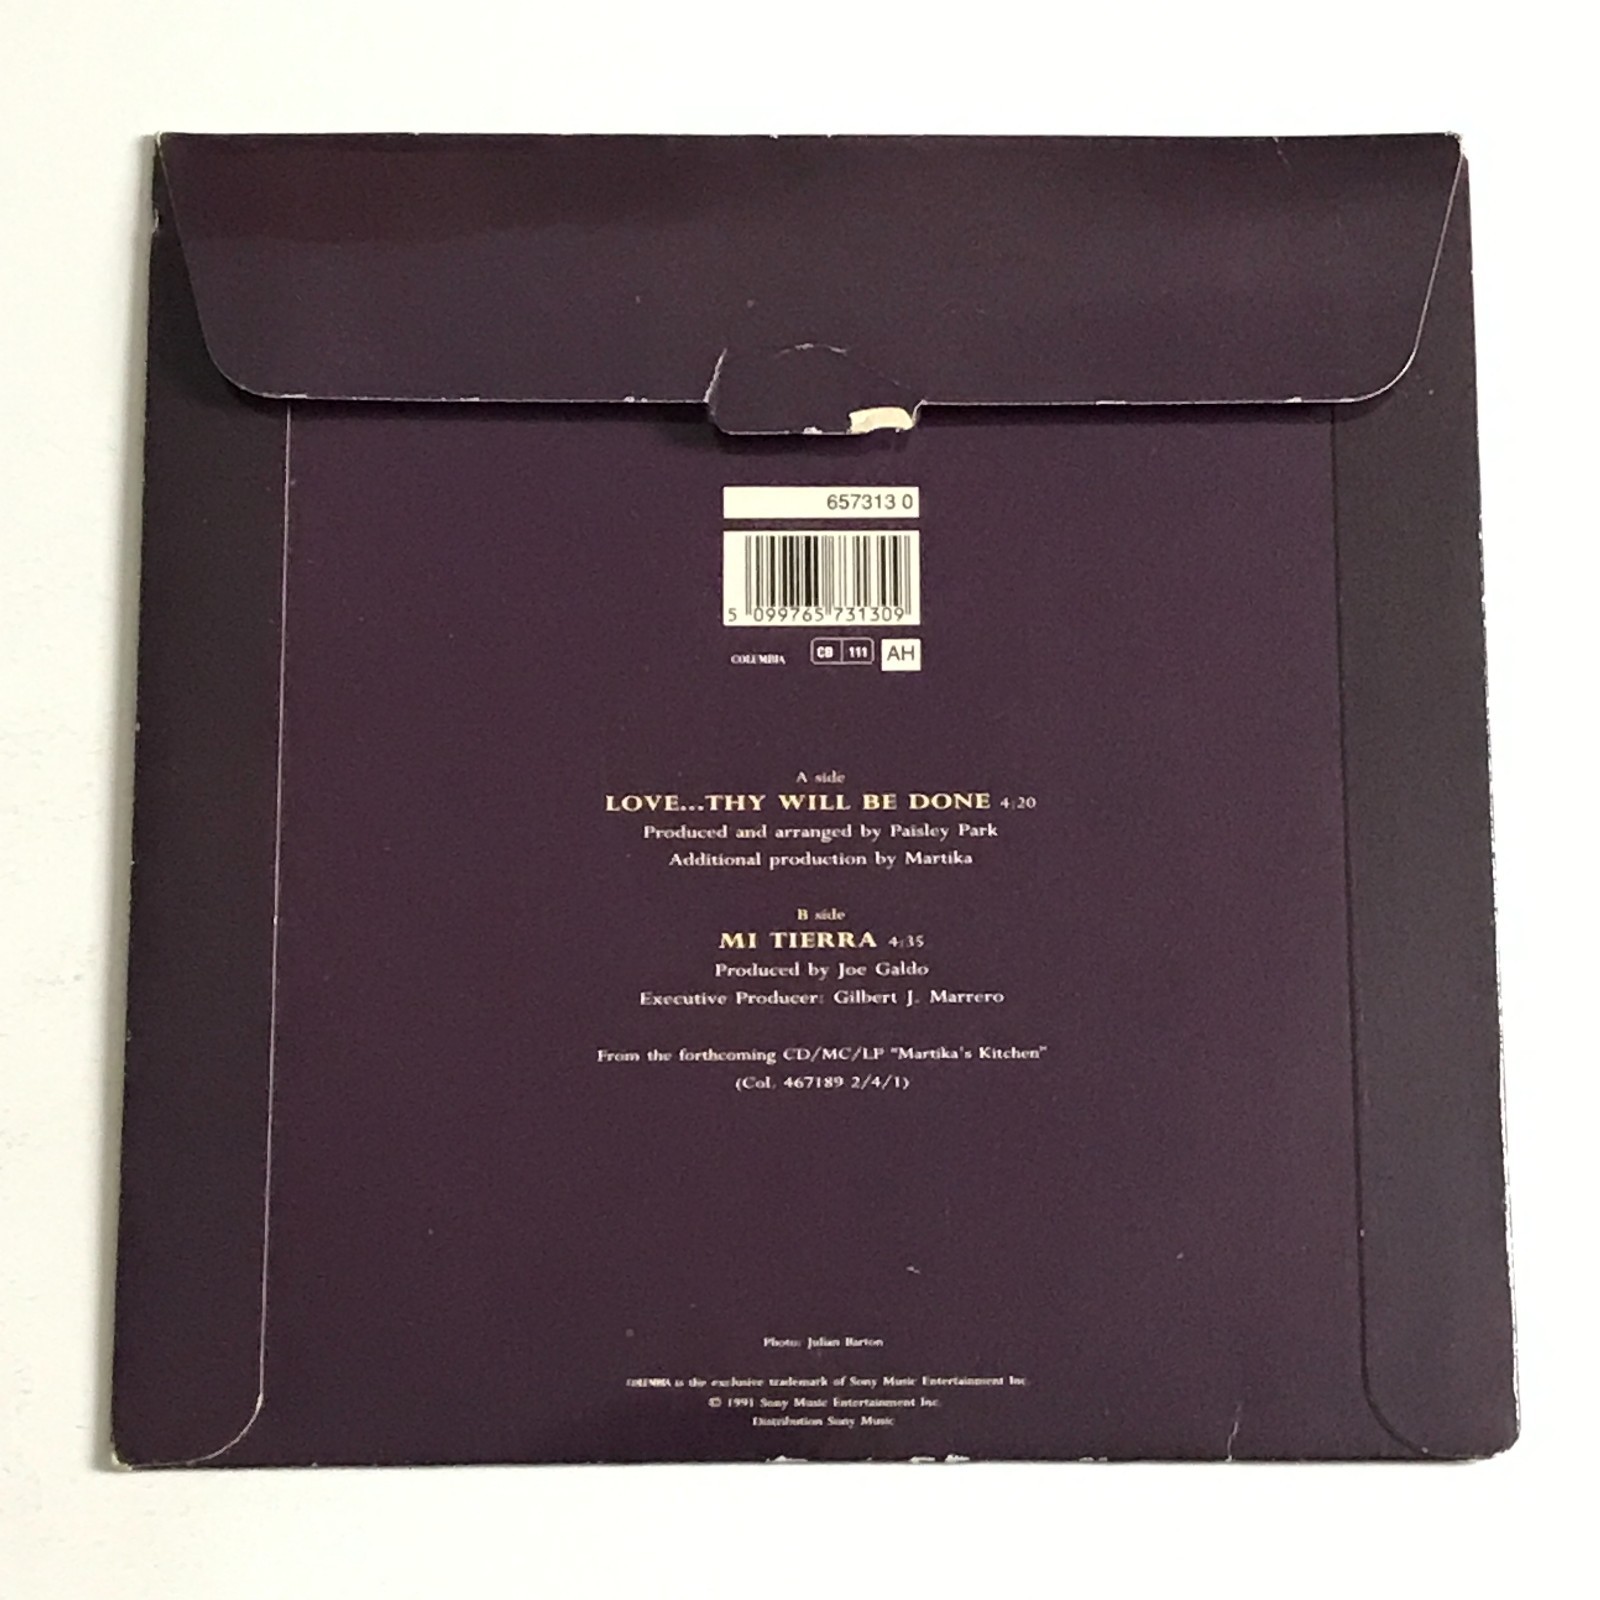 657313 0
5 099765 731309
COLUMBIA CB 111 AH
A side
LOVE...THY WILL BE DONE 4:20
Produced and arranged by Paisley Park
Additional production by Martika
B side
MI TIERRA 4:35
Produced by Joe Galdo
Executive Producer: Gilbert J. Marrero
From the forthcoming CD/MC/LP "Martika's Kitchen"
(Col. 467189 2/4/1)
Photo: Julian Barton
COLUMBIA is the exclusive trademark of Sony Music Entertainment Inc.
© 1991 Sony Music Entertainment Inc.
Distribution Sony Music